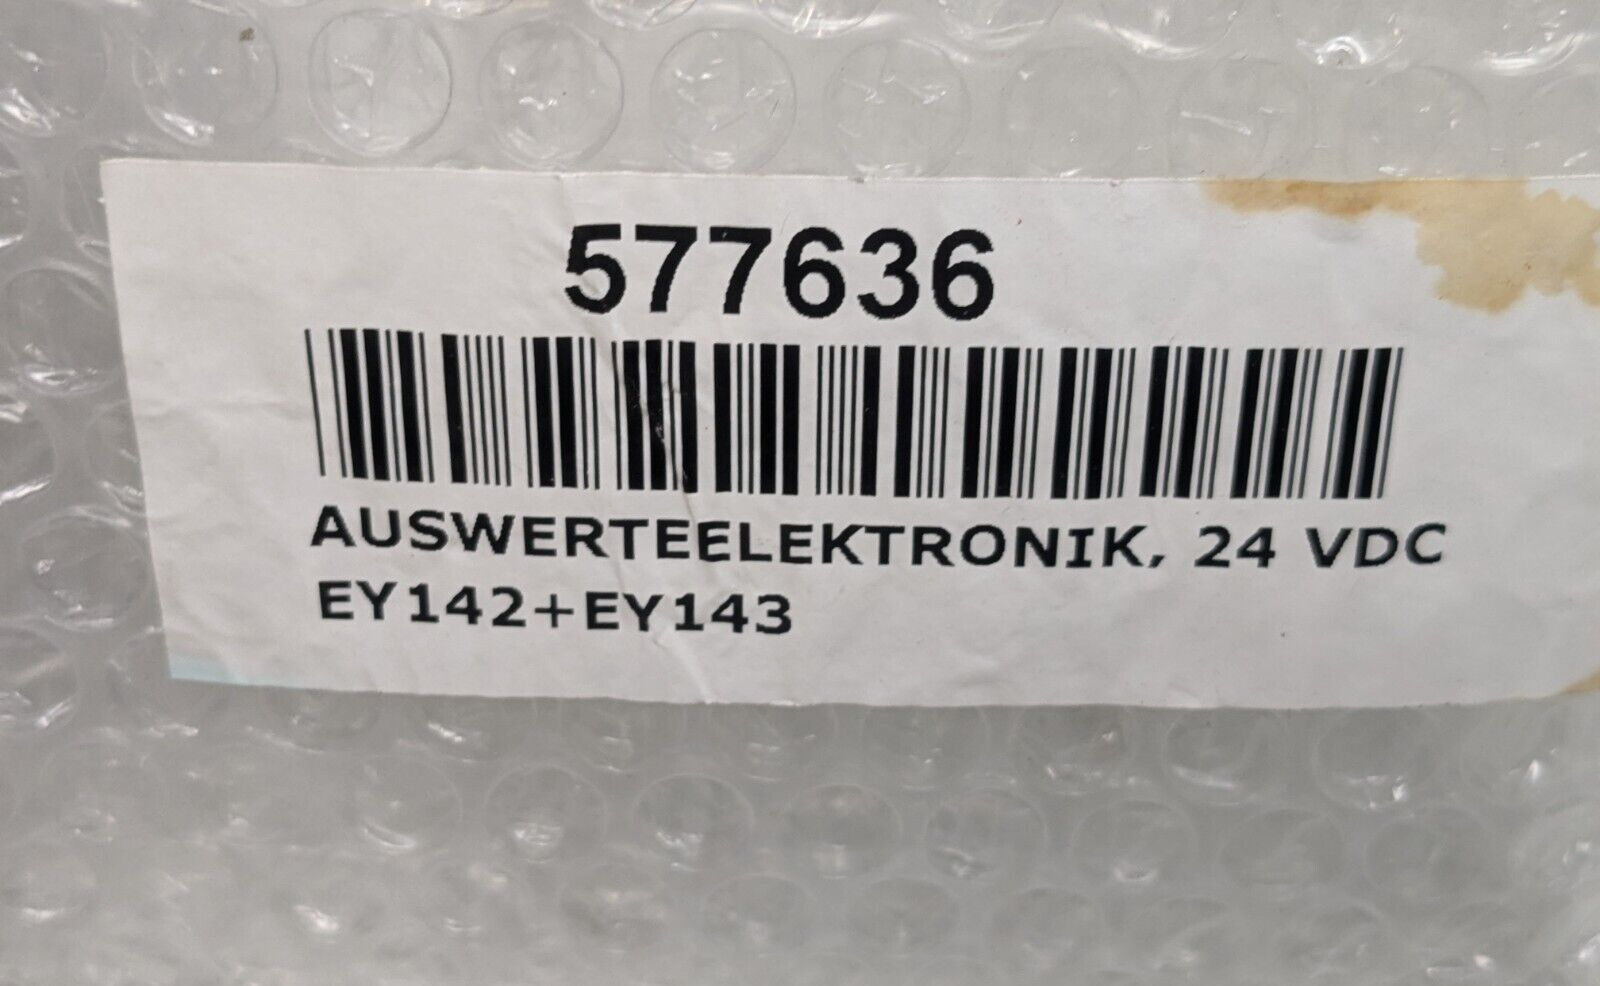 577636
AUSWERTEELEKTRONIK, 24 VDC
EY142+EY143